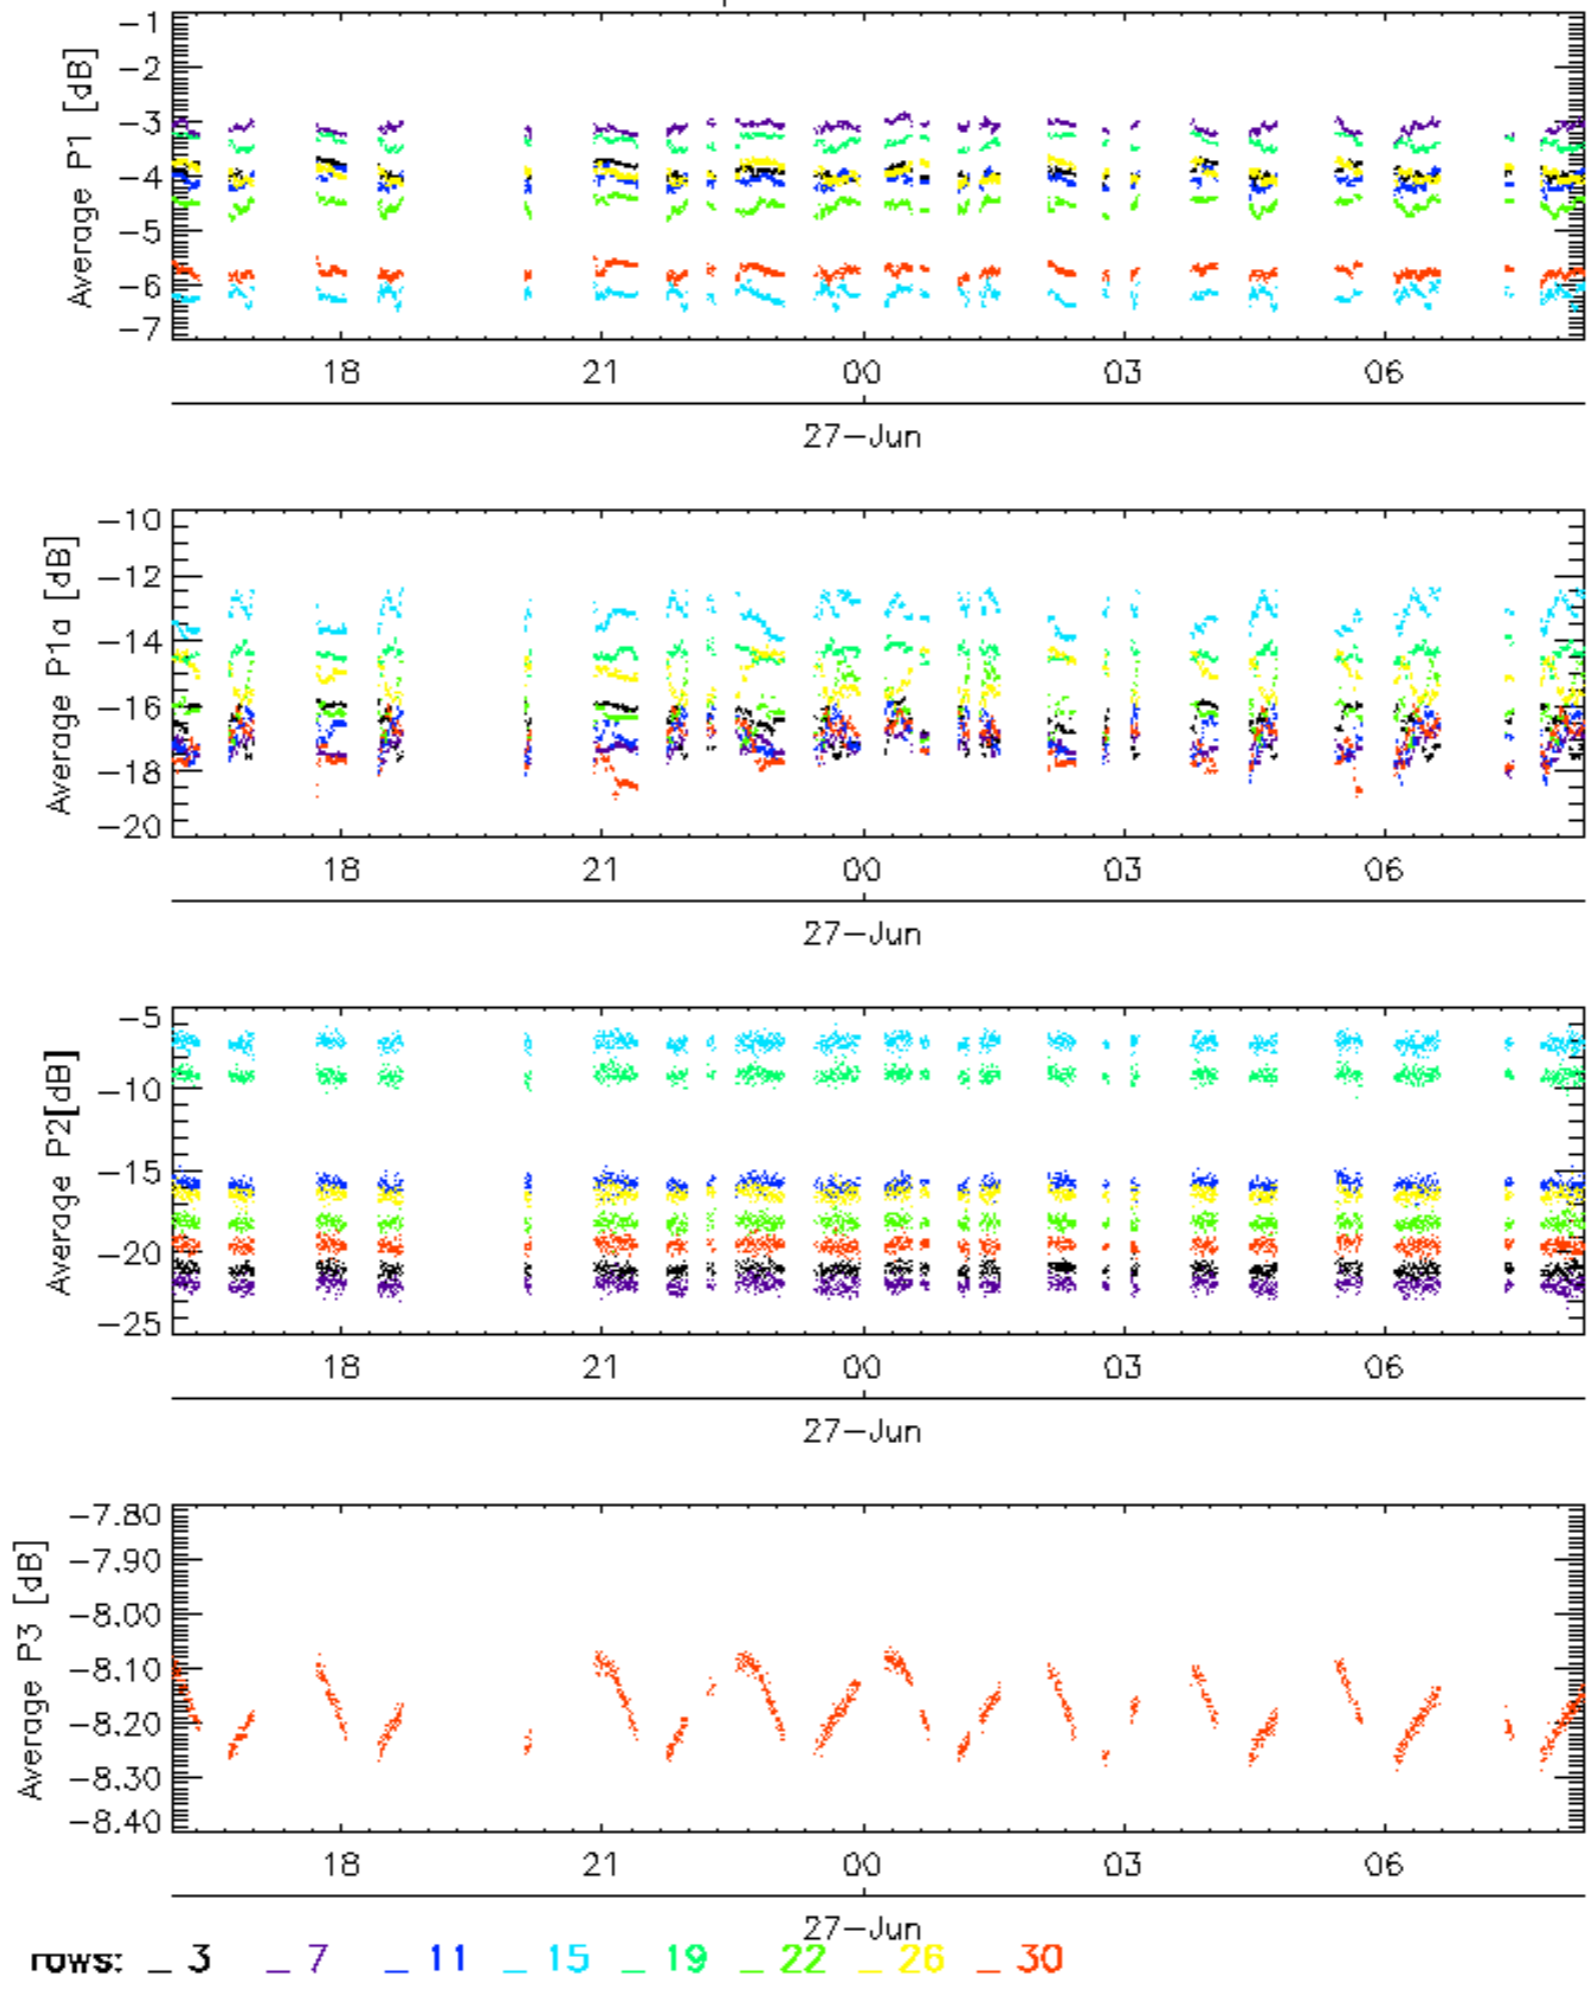 Average P1 [dB]
-1
-2
-3
-4
-5
-6
-7
18 21 00 03 06
27-Jun
Average P1a [dB]
-10
-12
-14
-16
-18
-20
18 21 00 03 06
27-Jun
Average P2[dB]
-5
-10
-15
-20
-25
18 21 00 03 06
27-Jun
Average P3 [dB]
-7.80
-7.90
-8.00
-8.10
-8.20
-8.30
-8.40
18 21 00 03 06
27-Jun
rows: _ 3 _ 7 _ 11 _ 15 _ 19 _ 22 _ 26 _ 30